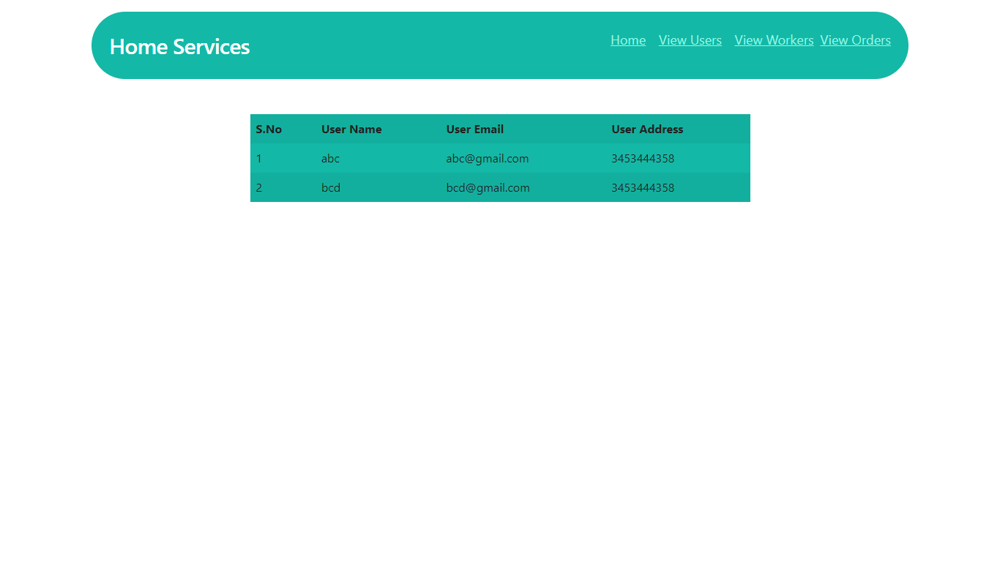 Home Services
Home View Users View Workers View Orders
S.No User Name User Email User Address
1 abc abc@gmail.com 3453444358
2 bcd bcd@gmail.com 3453444358